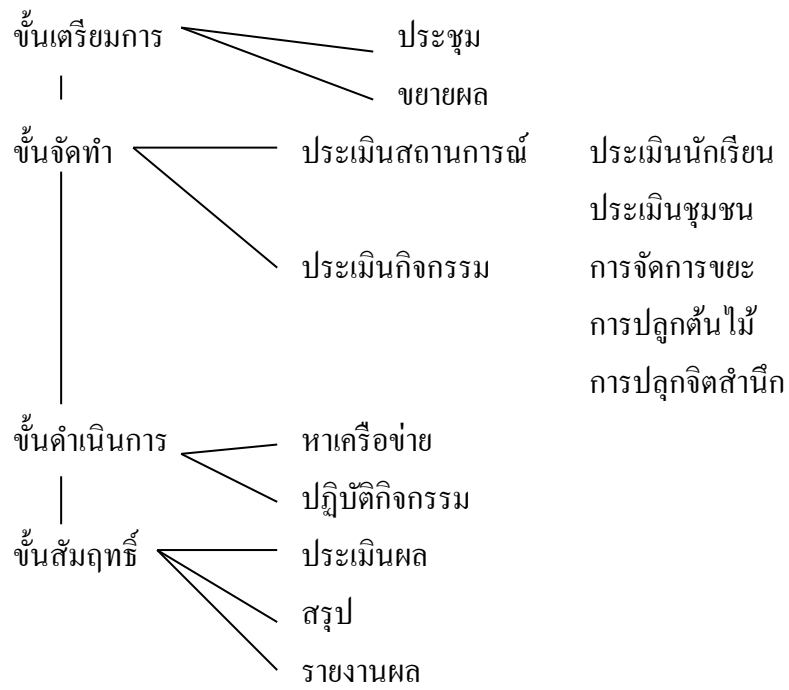 ขั้นเตรียมการ ประชุม
ขยายผล
ขั้นจัดทำ ประเมินสถานการณ์ ประเมินนักเรียน
ประเมินชุมชน
ประเมินกิจกรรม การจัดการขยะ
การปลูกต้นไม้
การปลุกจิตสำนึก
ขั้นดำเนินการ หาเครือข่าย
ปฏิบัติกิจกรรม
ขั้นสัมฤทธิ์ ประเมินผล
สรุป
รายงานผล